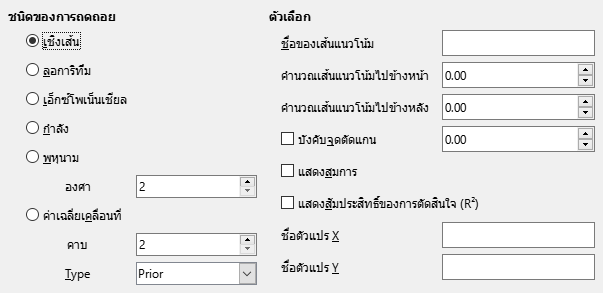 ชนิดของการถดถอย
เชิงเส้น
ลอการิทึม
เอ็กซ์โพเน็นเชียล
กำลัง
พหุนาม
องศา 2
ค่าเฉลี่ยเคลื่อนที่
คาบ 2
Type Prior
ตัวเลือก
ชื่อของเส้นแนวโน้ม
คำนวณเส้นแนวโน้มไปข้างหน้า 0.00
คำนวณเส้นแนวโน้มไปข้างหลัง 0.00
บังคับจุดตัดแกน 0.00
แสดงสมการ
แสดงสัมประสิทธิ์ของการตัดสินใจ (R²)
ชื่อตัวแปร X
ชื่อตัวแปร Y